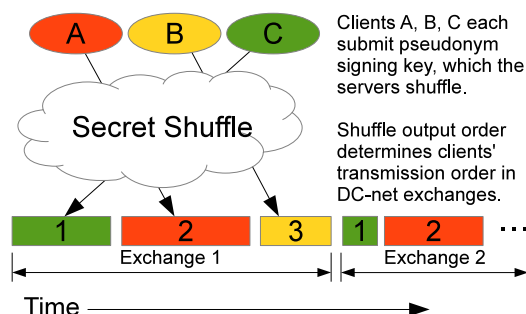 A B C
Clients A, B, C each
submit pseudonym
signing key, which the
servers shuffle.
Secret Shuffle
Shuffle output order
determines clients'
transmission order in
DC-net exchanges.
1 2 3 1 2 ...
Exchange 1 Exchange 2
Time